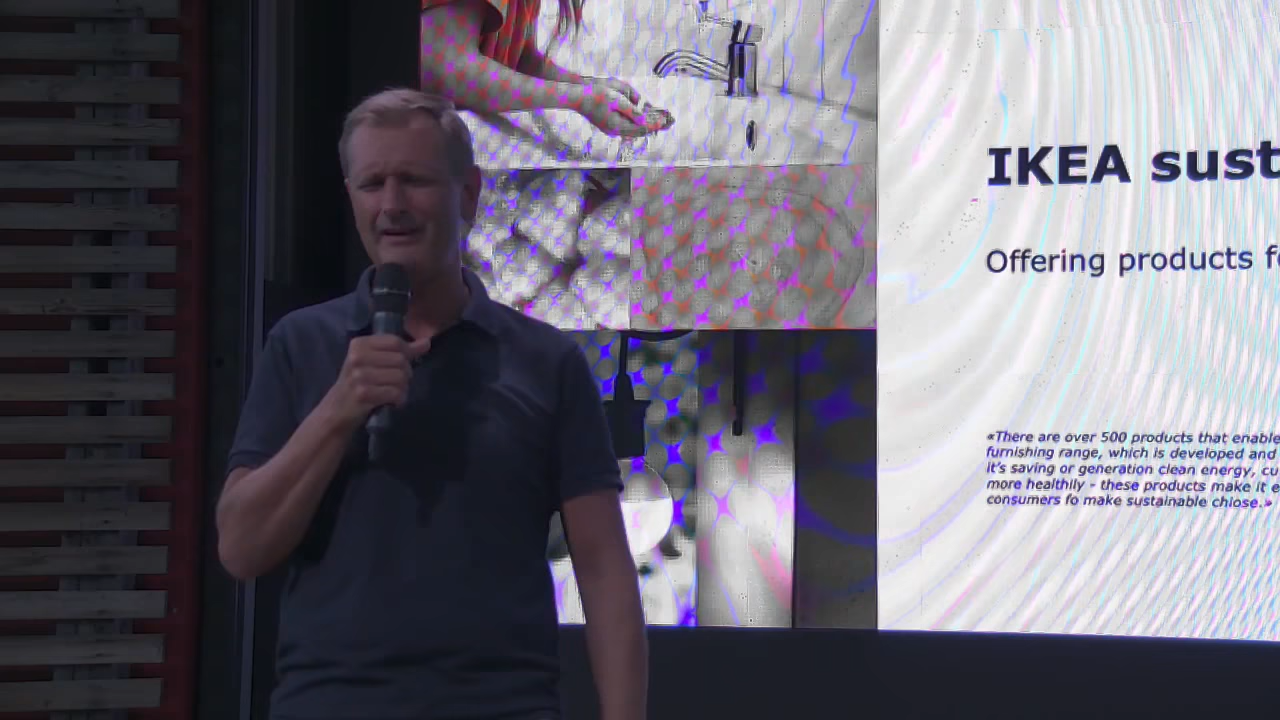 IKEA sust
Offering products fo
«There are over 500 products that enable
furnishing range, which is developed and
it's saving or generation clean energy, cu
more healthily - these products make it e
consumers fo make sustainable chiose.»